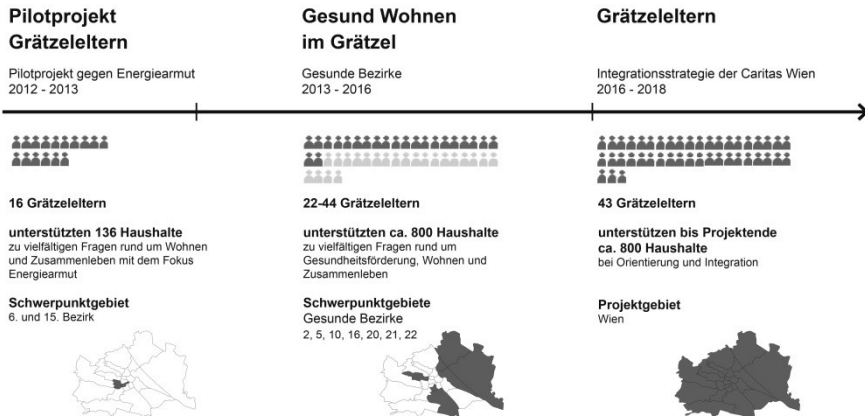 Pilotprojekt
Grätzeleltern
Pilotprojekt gegen Energiearmut
2012 - 2013
16 Grätzeleltern
unterstützten 136 Haushalte
zu vielfältigen Fragen rund um Wohnen
und Zusammenleben mit dem Fokus
Energiearmut
Schwerpunktgebiet
6. und 15. Bezirk
Gesund Wohnen
im Grätzel
Gesunde Bezirke
2013 - 2016
22-44 Grätzeleltern
unterstützten ca. 800 Haushalte
zu vielfältigen Fragen rund um
Gesundheitsförderung, Wohnen und
Zusammenleben
Schwerpunktgebiete
Gesunde Bezirke
2, 5, 10, 16, 20, 21, 22
Grätzeleltern
Integrationsstrategie der Caritas Wien
2016 - 2018
43 Grätzeleltern
unterstützen bis Projektende
ca. 800 Haushalte
bei Orientierung und Integration
Projektgebiet
Wien